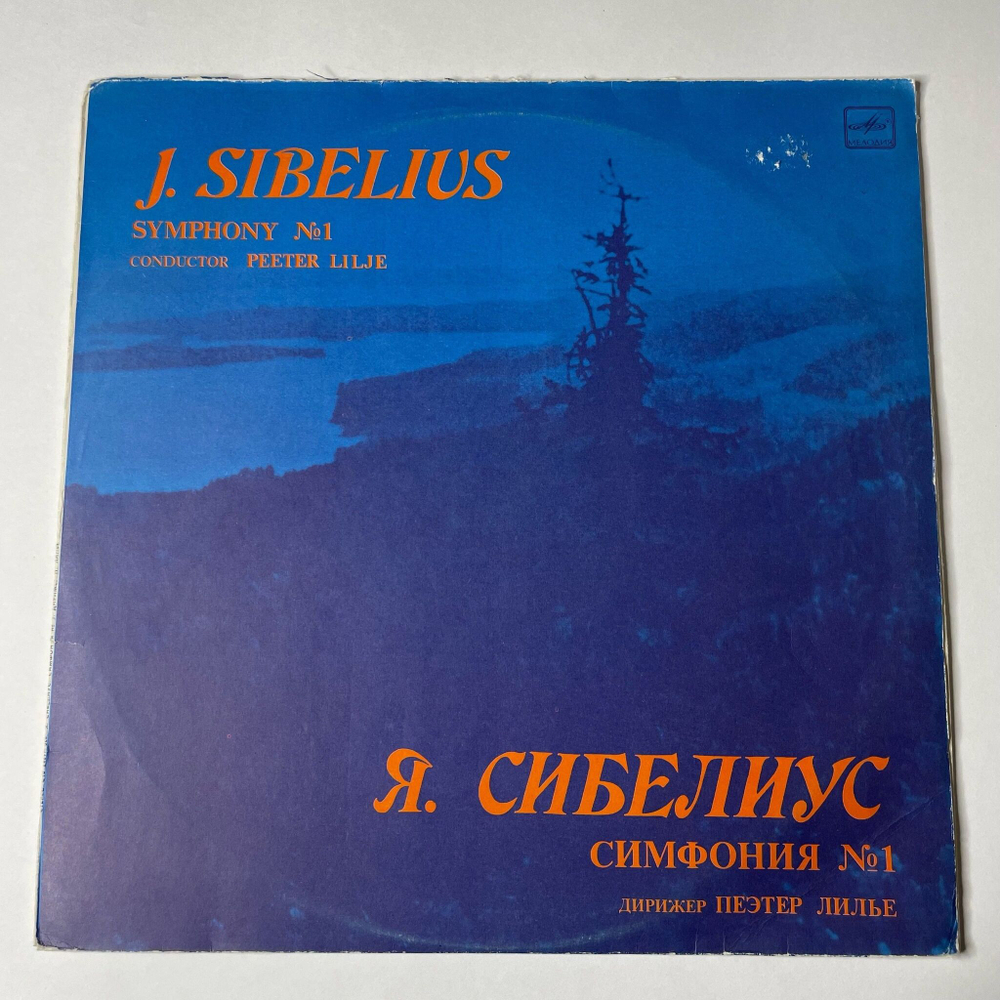 J. SIBELIUS
SYMPHONY №1
CONDUCTOR PEETER LILJE
Я. СИБЕЛИУС
СИМФОНИЯ №1
ДИРИЖЕР ПЕЭТЕР ЛИЛЬЕ